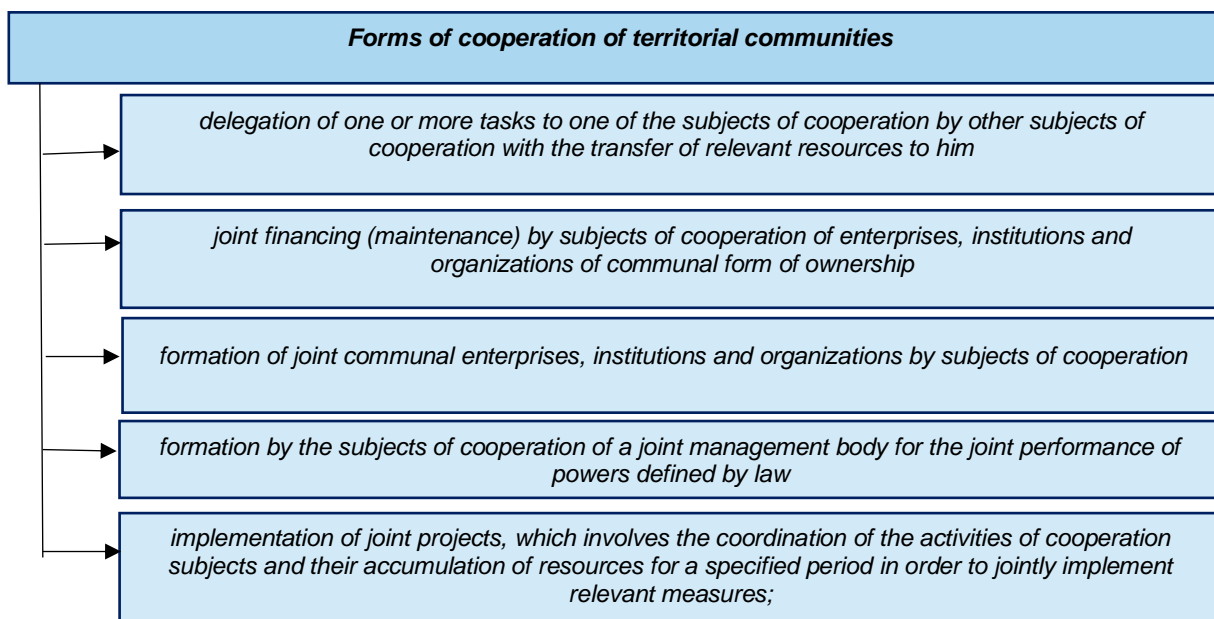 Forms of cooperation of territorial communities
delegation of one or more tasks to one of the subjects of cooperation by other subjects of
cooperation with the transfer of relevant resources to him
joint financing (maintenance) by subjects of cooperation of enterprises, institutions and
organizations of communal form of ownership
formation of joint communal enterprises, institutions and organizations by subjects of cooperation
formation by the subjects of cooperation of a joint management body for the joint performance of
powers defined by law
implementation of joint projects, which involves the coordination of the activities of cooperation
subjects and their accumulation of resources for a specified period in order to jointly implement
relevant measures;